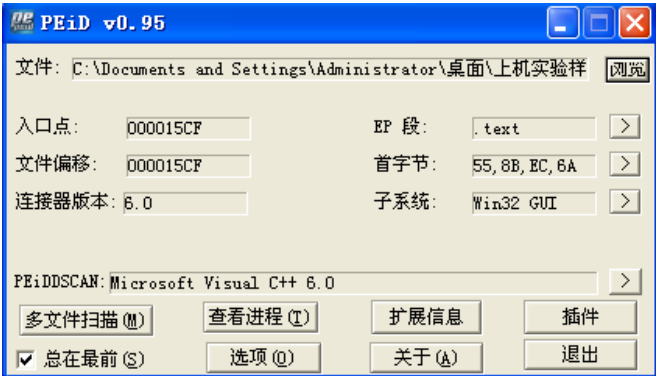 PEiD v0.95
文件: C:\Documents and Settings\Administrator\桌面\上机实验样 浏览
入口点: 000015CF EP 段: .text >
文件偏移: 000015CF 首字节: 55,8B,EC,6A >
连接器版本: 6.0 子系统: Win32 GUI >
PEiDDSCAN: Microsoft Visual C++ 6.0 >
多文件扫描(M) 查看进程(T) 扩展信息 插件
总在最前(S) 选项(O) 关于(A) 退出